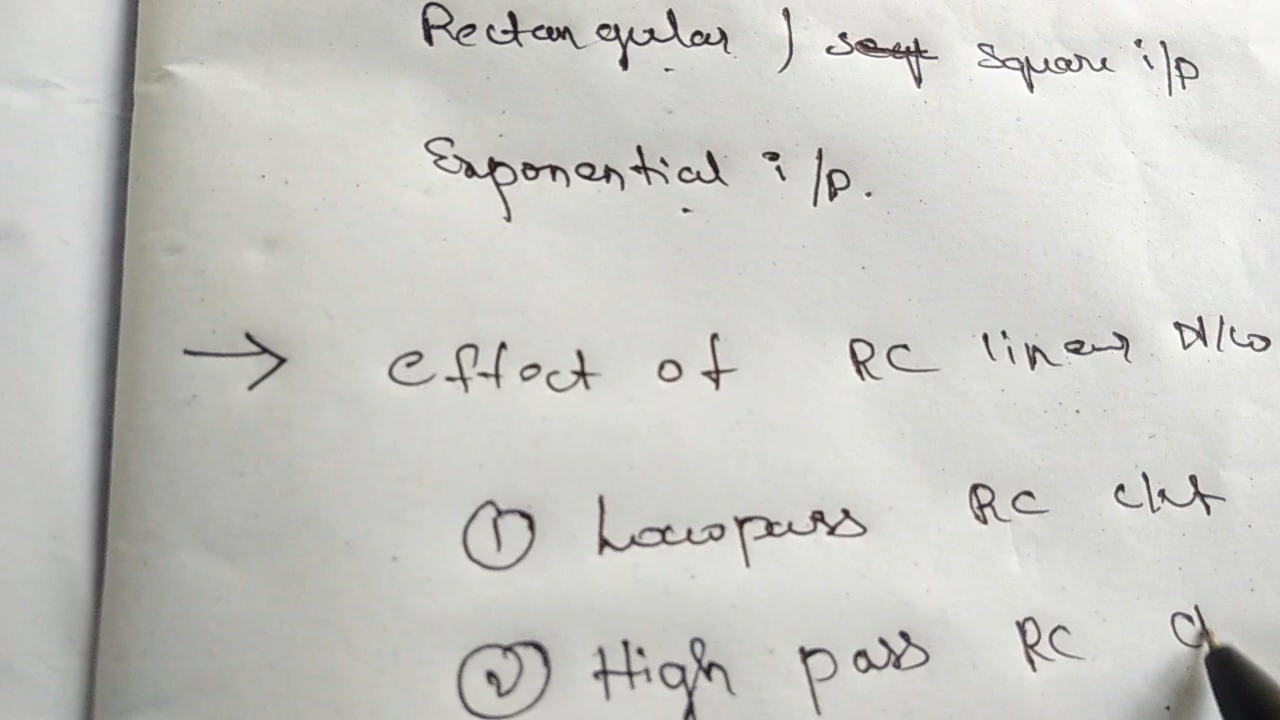 Rectangular ) Square i/p
Exponential i/p.
→ effect of RC linear N/w
① Lowpass RC ckt
② High pass RC c